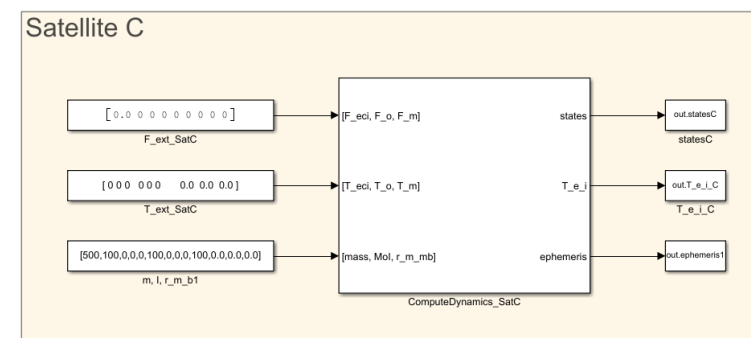 Satellite C
[0.0 0 0 0 0 0 0 0 0]
F_ext_SatC
[F_eci, F_o, F_m]
states
out.statesC
statesC
[ 0 0 0 0 0 0 0.0 0.0 0.0 ]
T_ext_SatC
[T_eci, T_o, T_m]
T_e_i
out.T_e_i_C
T_e_i_C
[500,100,0,0,0,100,0,0,0,100,0.0,0.0,0.0]
m, I, r_m_b1
[mass, MoI, r_m_mb]
ephemeris
out.ephemeris1
ComputeDynamics_SatC